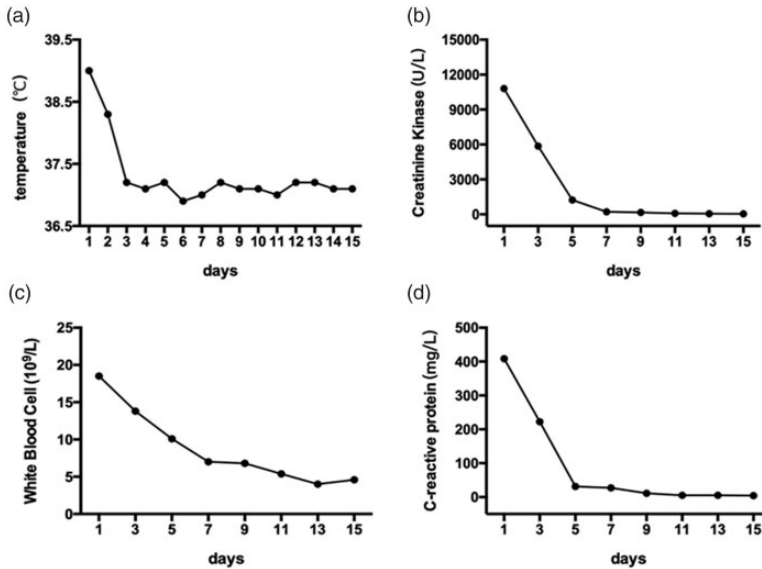 (a)
39.5
38.5
37.5
36.5
temperature (℃)
1 2 3 4 5 6 7 8 9 10 11 12 13 14 15
days
(b)
15000
12000
9000
6000
3000
0
Creatinine Kinase (U/L)
1 3 5 7 9 11 13 15
days
(c)
25
20
15
10
5
0
White Blood Cell (10⁹/L)
1 3 5 7 9 11 13 15
days
(d)
500
400
300
200
100
0
C-reactive protein (mg/L)
1 3 5 7 9 11 13 15
days